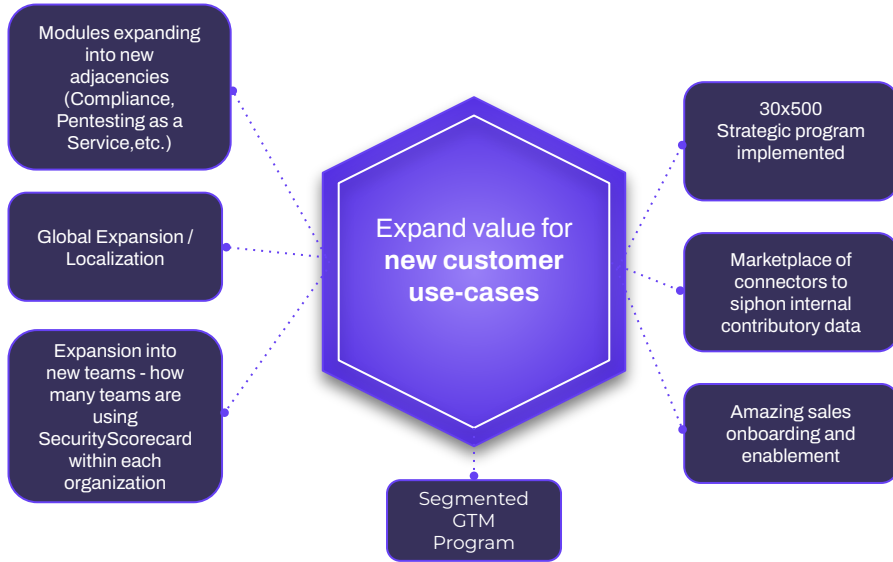 Modules expanding
into new
adjacencies
(Compliance,
Pentesting as a
Service,etc.)
Global Expansion /
Localization
Expansion into
new teams - how
many teams are
using
SecurityScorecard
within each
organization
Expand value for
new customer
use-cases
Segmented
GTM
Program
30x500
Strategic program
implemented
Marketplace of
connectors to
siphon internal
contributory data
Amazing sales
onboarding and
enablement